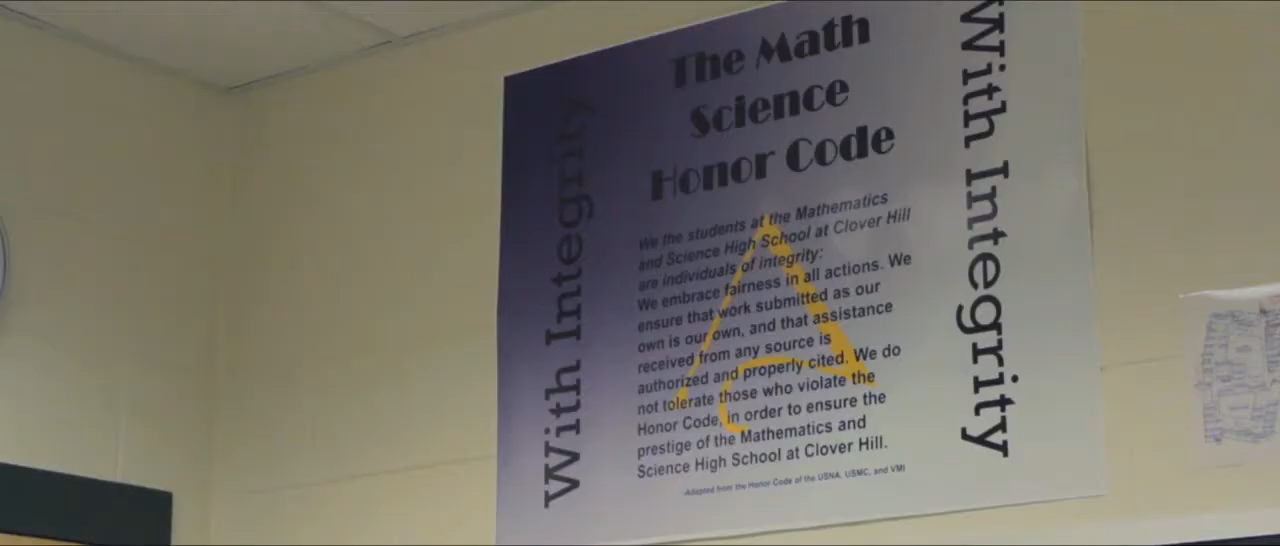 The Math
Science
Honor Code
With Integrity
With Integrity
We the students at the Mathematics
and Science High School at Clover Hill
are individuals of integrity:
We embrace fairness in all actions. We
ensure that work submitted as our
own is our own, and that assistance
received from any source is
authorized and properly cited. We do
not tolerate those who violate the
Honor Code, in order to ensure the
prestige of the Mathematics and
Science High School at Clover Hill.
Adapted from the Honor Code of the USNA, USMC, and VMI